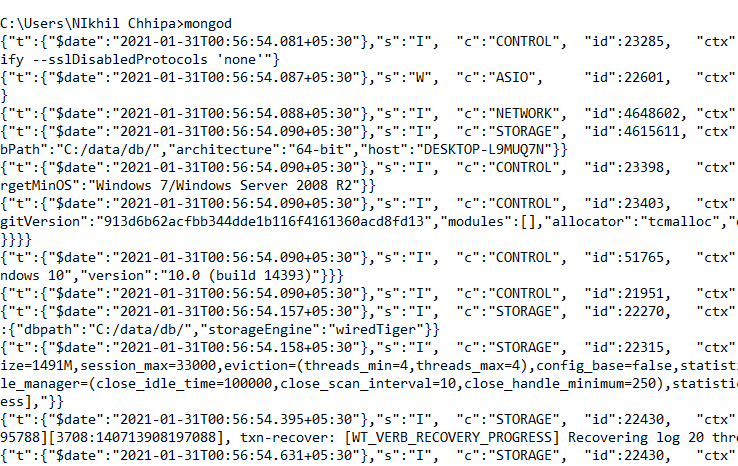 C:\Users\NIkhil Chhipa>mongod
{"t":{"$date":"2021-01-31T00:56:54.081+05:30"},"s":"I",  "c":"CONTROL",  "id":23285,   "ctx"
ify --sslDisabledProtocols 'none'"}
{"t":{"$date":"2021-01-31T00:56:54.087+05:30"},"s":"W",  "c":"ASIO",     "id":22601,   "ctx"
}
{"t":{"$date":"2021-01-31T00:56:54.088+05:30"},"s":"I",  "c":"NETWORK",  "id":4648602, "ctx"
{"t":{"$date":"2021-01-31T00:56:54.090+05:30"},"s":"I",  "c":"STORAGE",  "id":4615611, "ctx"
bPath":"C:/data/db/","architecture":"64-bit","host":"DESKTOP-L9MUQ7N"}}
{"t":{"$date":"2021-01-31T00:56:54.090+05:30"},"s":"I",  "c":"CONTROL",  "id":23398,   "ctx"
rgetMinOS":"Windows 7/Windows Server 2008 R2"}}
{"t":{"$date":"2021-01-31T00:56:54.090+05:30"},"s":"I",  "c":"CONTROL",  "id":23403,   "ctx"
gitVersion":"913d6b62acfbb344dde1b116f4161360acd8fd13","modules":[],"allocator":"tcmalloc","
}}}}
{"t":{"$date":"2021-01-31T00:56:54.090+05:30"},"s":"I",  "c":"CONTROL",  "id":51765,   "ctx"
ndows 10","version":"10.0 (build 14393)"}}}
{"t":{"$date":"2021-01-31T00:56:54.090+05:30"},"s":"I",  "c":"CONTROL",  "id":21951,   "ctx"
{"t":{"$date":"2021-01-31T00:56:54.157+05:30"},"s":"I",  "c":"STORAGE",  "id":22270,   "ctx"
:{"dbpath":"C:/data/db/","storageEngine":"wiredTiger"}}
{"t":{"$date":"2021-01-31T00:56:54.158+05:30"},"s":"I",  "c":"STORAGE",  "id":22315,   "ctx"
ize=1491M,session_max=33000,eviction=(threads_min=4,threads_max=4),config_base=false,statisti
le_manager=(close_idle_time=100000,close_scan_interval=10,close_handle_minimum=250),statistic
ess],"}}
{"t":{"$date":"2021-01-31T00:56:54.395+05:30"},"s":"I",  "c":"STORAGE",  "id":22430,   "ctx"
95788][3708:140713908197088], txn-recover: [WT_VERB_RECOVERY_PROGRESS] Recovering log 20 thro
{"t":{"$date":"2021-01-31T00:56:54.631+05:30"},"s":"I",  "c":"STORAGE",  "id":22430,   "ctx"